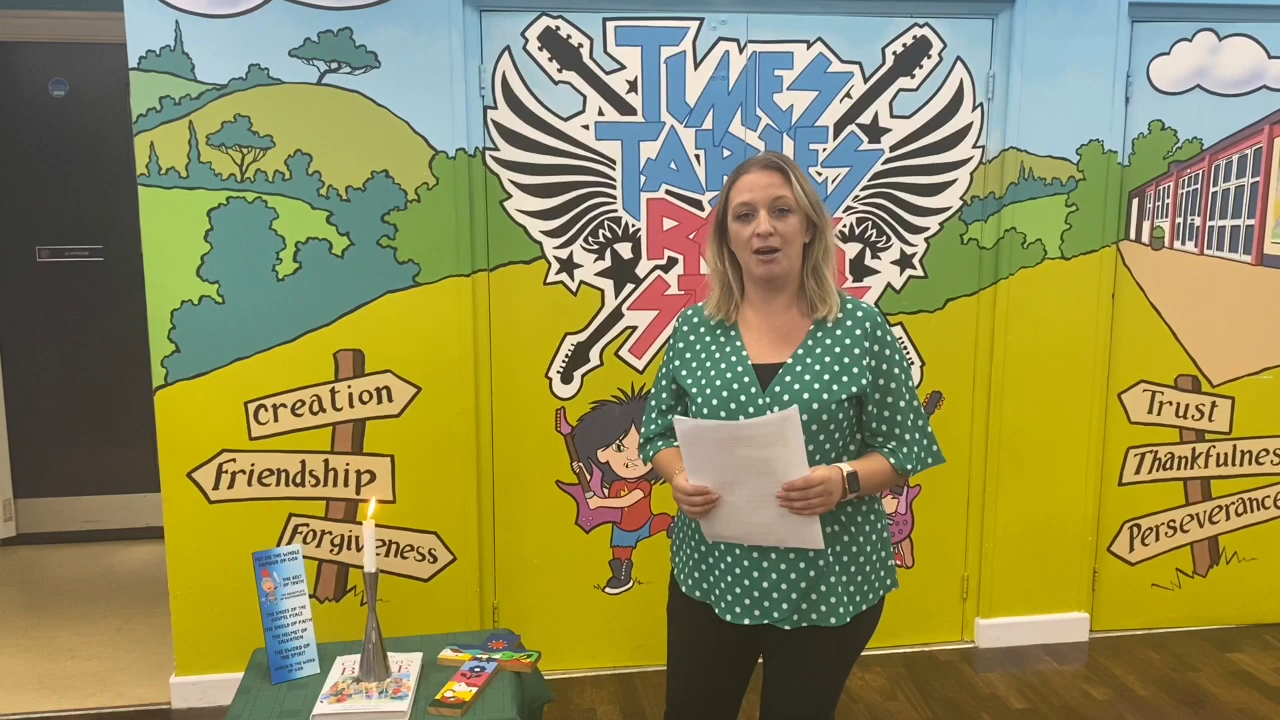 TIMES
TABLES
creation
Friendship
Forgiveness
Trust
Thankfulnes
Perseverance
PUT ON THE WHOLE
ARMOUR OF GOD
THE BELT
OF TRUTH
THE SHOES OF THE
GOSPEL PEACE
THE SHIELD OF FAITH
THE HELMET OF
SALVATION
THE SWORD OF
THE SPIRIT
WHICH IS THE WORD
OF GOD